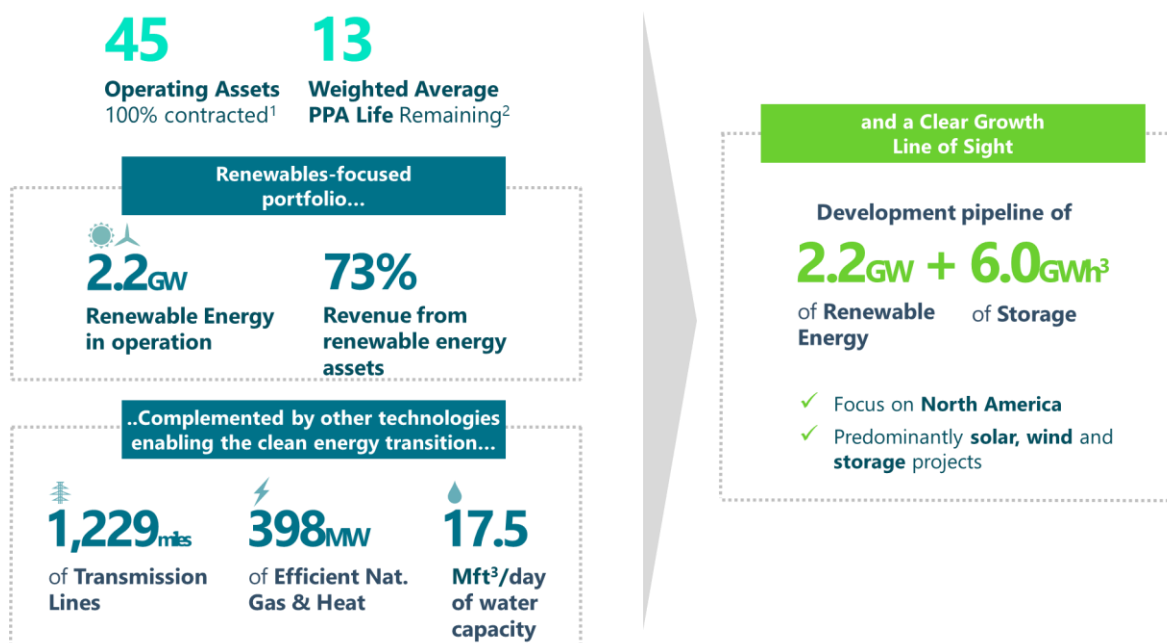 45
Operating Assets
100% contracted¹
13
Weighted Average
PPA Life Remaining²
Renewables-focused
portfolio...
2.2GW
Renewable Energy
in operation
73%
Revenue from
renewable energy
assets
..Complemented by other technologies
enabling the clean energy transition...
1,229miles
of Transmission
Lines
398MW
of Efficient Nat.
Gas & Heat
17.5
Mft³/day
of water
capacity
and a Clear Growth
Line of Sight
Development pipeline of
2.2GW + 6.0GWh³
of Renewable
Energy
of Storage
✓ Focus on North America
✓ Predominantly solar, wind and
storage projects